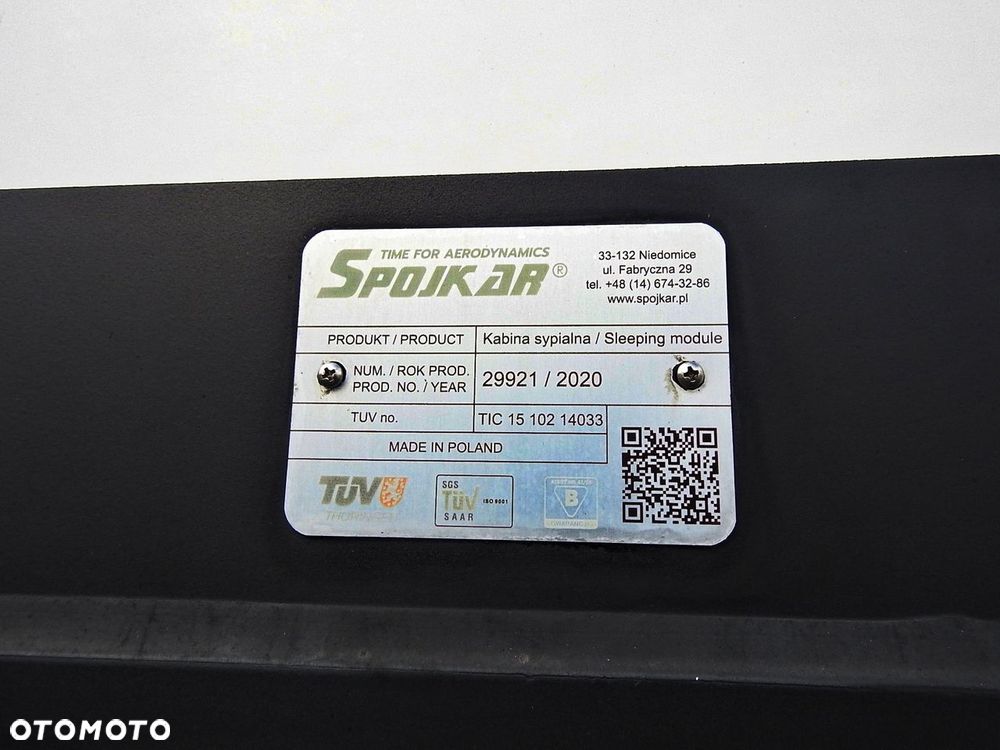 TIME FOR AERODYNAMICS
SPOJKAR®
33-132 Niedomice
ul. Fabryczna 29
tel. +48 (14) 674-32-86
www.spojkar.pl
PRODUKT / PRODUCT
Kabina sypialna / Sleeping module
NUM. / ROK PROD.
PROD. NO. / YEAR
29921 / 2020
TUV no.
TIC 15 102 14033
MADE IN POLAND
TÜV
SGS
TÜV
SAAR
ISO 9001
B
OTOMOTO